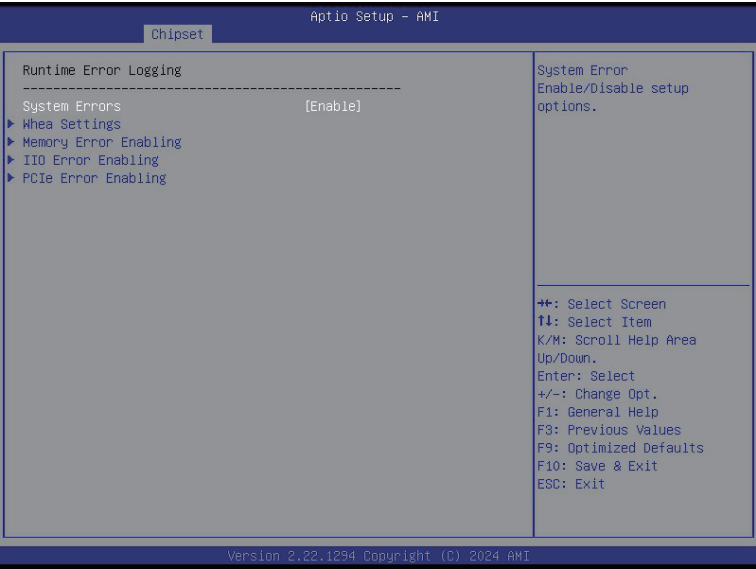 Aptio Setup – AMI
Chipset
Runtime Error Logging
--------------------------------------------------
System Errors [Enable]
Whea Settings
Memory Error Enabling
IIO Error Enabling
PCIe Error Enabling
System Error
Enable/Disable setup
options.
→←: Select Screen
↑↓: Select Item
K/M: Scroll Help Area
Up/Down.
Enter: Select
+/-: Change Opt.
F1: General Help
F3: Previous Values
F9: Optimized Defaults
F10: Save & Exit
ESC: Exit
Version 2.22.1294 Copyright (C) 2024 AMI